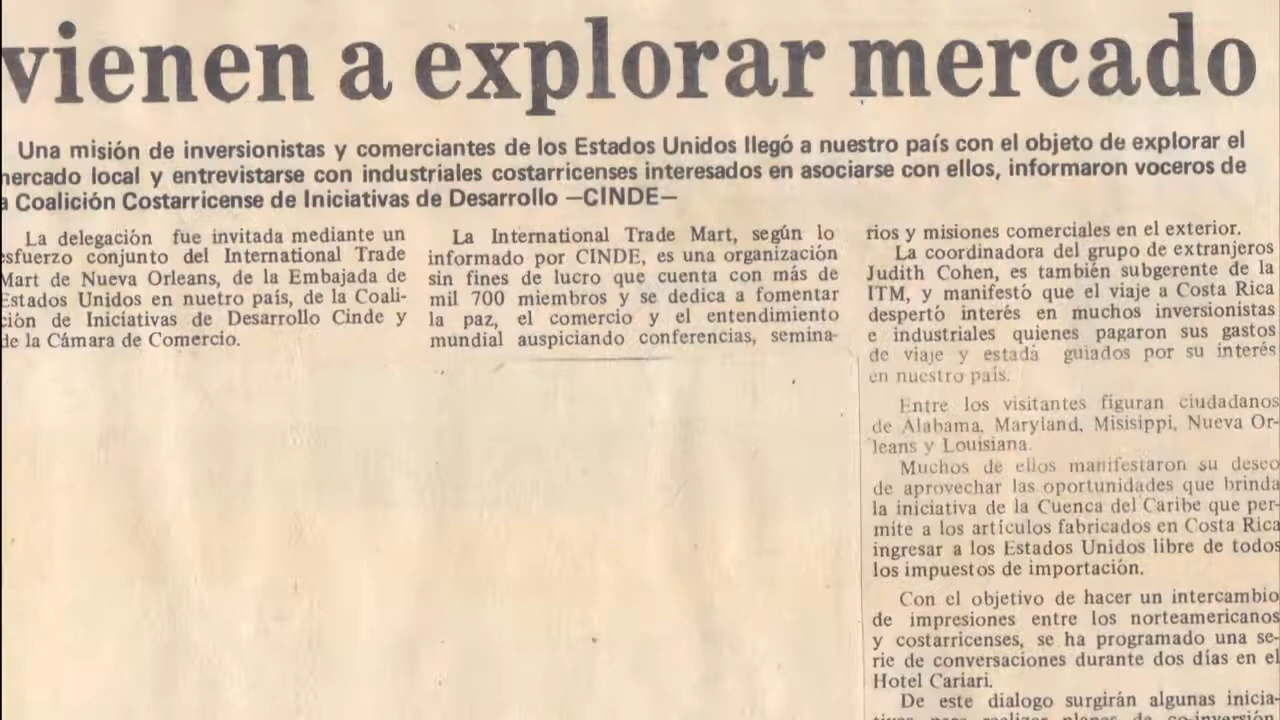 vienen a explorar mercado
Una misión de inversionistas y comerciantes de los Estados Unidos llegó a nuestro país con el objeto de explorar el
mercado local y entrevistarse con industriales costarricenses interesados en asociarse con ellos, informaron voceros de
a Coalición Costarricense de Iniciativas de Desarrollo —CINDE—
La delegación fue invitada mediante un
esfuerzo conjunto del International Trade
Mart de Nueva Orleans, de la Embajada de
Estados Unidos en nuetro país, de la Coali-
ción de Iniciativas de Desarrollo Cinde y
de la Cámara de Comercio.
La International Trade Mart, según lo
informado por CINDE, es una organización
sin fines de lucro que cuenta con más de
mil 700 miembros y se dedica a fomentar
la paz, el comercio y el entendimiento
mundial auspiciando conferencias, semina-
rios y misiones comerciales en el exterior.
La coordinadora del grupo de extranjeros
Judith Cohen, es también subgerente de la
ITM, y manifestó que el viaje a Costa Rica
despertó interés en muchos inversionistas
e industriales quienes pagaron sus gastos
de viaje y estadá guiados por su interés
en nuestro país.
Entre los visitantes figuran ciudadanos
de Alabama, Maryland, Misisippi, Nueva Or-
leans y Louisiana.
Muchos de ellos manifestaron su deseo
de aprovechar las oportunidades que brinda
la iniciativa de la Cuenca del Caribe que per-
mite a los artículos fabricados en Costa Rica
ingresar a los Estados Unidos libre de todos
los impuestos de importación.
Con el objetivo de hacer un intercambio
de impresiones entre los norteamericanos
y costarricenses, se ha programado una se-
rie de conversaciones durante dos días en el
Hotel Cariari.
De este dialogo surgirán algunas inicia-